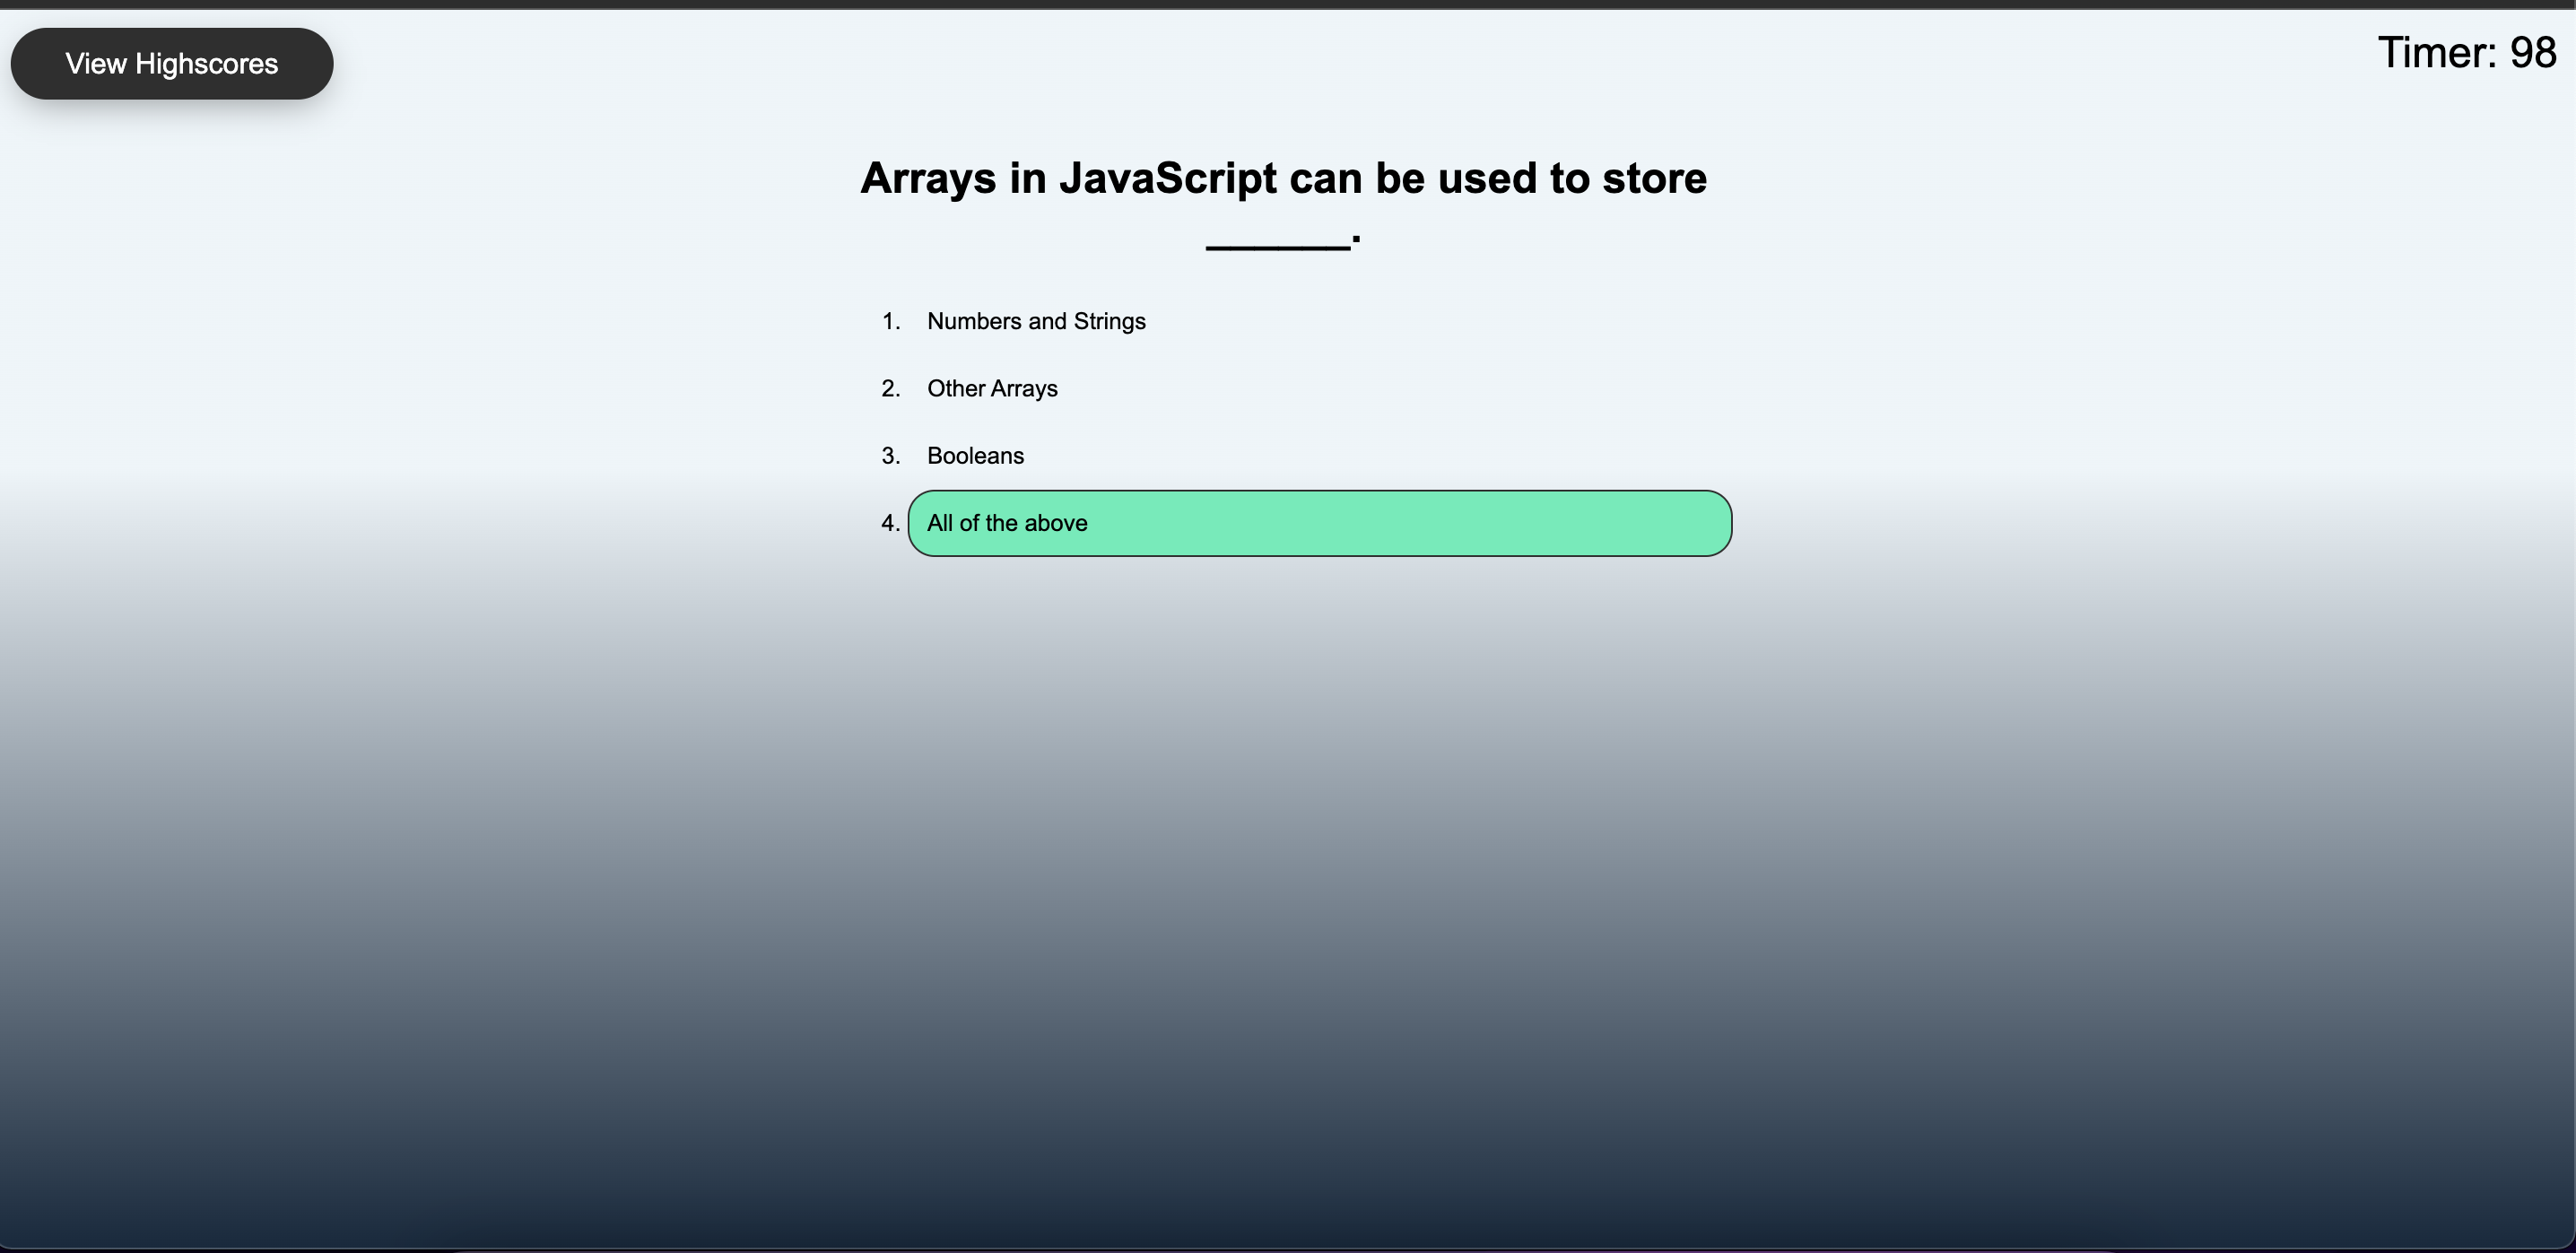 View Highscores
Timer: 98
Arrays in JavaScript can be used to store
______.
1. Numbers and Strings
2. Other Arrays
3. Booleans
4. All of the above